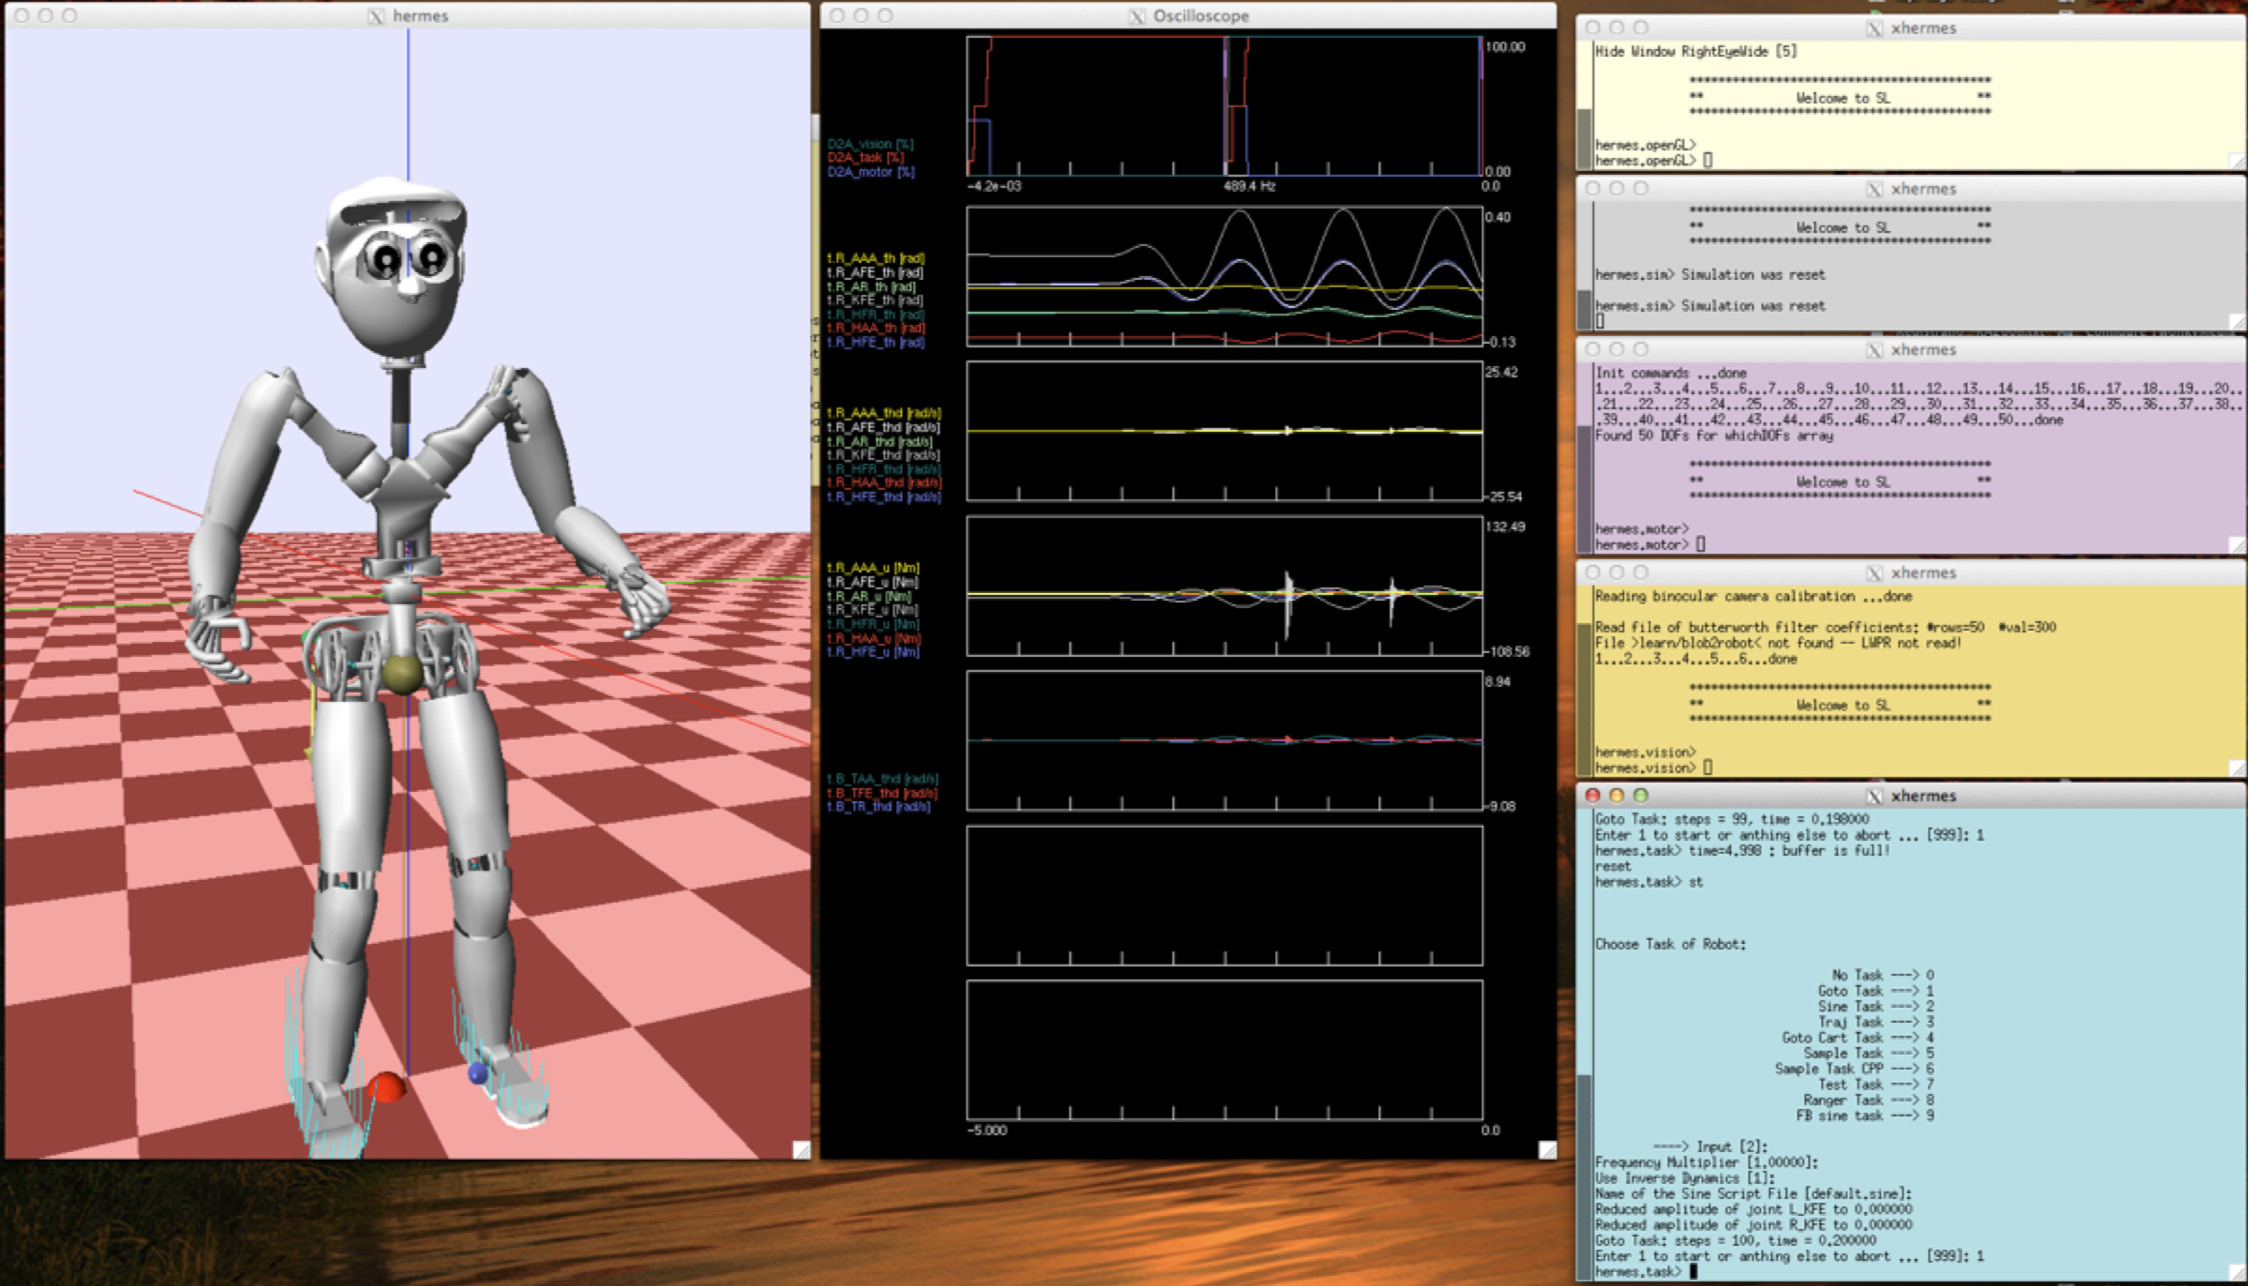 hermes
Oscilloscope
100.00
D2A_vision [%]
D2A_task [%]
D2A_motor [%]
0.00
-4.2e-03
489.4 Hz
0.0
0.40
t.R_AAA_th [rad]
t.R_AFE_th [rad]
t.R_AR_th [rad]
t.R_KFE_th [rad]
t.R_HFR_th [rad]
t.R_HAA_th [rad]
t.R_HFE_th [rad]
-0.13
25.42
t.R_AAA_thd [rad/s]
t.R_AFE_thd [rad/s]
t.R_AR_thd [rad/s]
t.R_KFE_thd [rad/s]
t.R_HFR_thd [rad/s]
t.R_HAA_thd [rad/s]
t.R_HFE_thd [rad/s]
-25.54
132.49
t.R_AAA_u [Nm]
t.R_AFE_u [Nm]
t.R_AR_u [Nm]
t.R_KFE_u [Nm]
t.R_HFR_u [Nm]
t.R_HAA_u [Nm]
t.R_HFE_u [Nm]
-108.56
8.94
t.B_TAA_thd [rad/s]
t.B_TFE_thd [rad/s]
t.B_TR_thd [rad/s]
-9.08
-5.000
0.0
xhermes
Hide Window RightEyeWide [5]
******************************************
** Welcome to SL **
******************************************
hermes.openGL>
hermes.openGL>
xhermes
******************************************
** Welcome to SL **
******************************************
hermes.sim> Simulation was reset
hermes.sim> Simulation was reset
xhermes
Init commands ...done
1...2...3...4...5...6...7...8...9...10...11...12...13...14...15...16...17...18...19...20..
.21...22...23...24...25...26...27...28...29...30...31...32...33...34...35...36...37...38..
.39...40...41...42...43...44...45...46...47...48...49...50...done
Found 50 DOFs for whichDOFs array
******************************************
** Welcome to SL **
******************************************
hermes.motor>
hermes.motor>
xhermes
Reading binocular camera calibration ...done
Read file of butterworth filter coefficients: #rows=50 #val=300
File >learn/blob2robot< not found -- LWPR not read!
1...2...3...4...5...6...done
******************************************
** Welcome to SL **
******************************************
hermes.vision>
hermes.vision>
xhermes
Goto Task: steps = 99, time = 0.198000
Enter 1 to start or anthing else to abort ... [999]: 1
hermes.task> time=4.998 : buffer is full!
reset
hermes.task> st
Choose Task of Robot:
No Task ---> 0
Goto Task ---> 1
Sine Task ---> 2
Traj Task ---> 3
Goto Cart Task ---> 4
Sample Task ---> 5
Sample Task CPP ---> 6
Test Task ---> 7
Ranger Task ---> 8
FB sine task ---> 9
----> Input [2]:
Frequency Multiplier [1.00000]:
Use Inverse Dynamics [1]:
Name of the Sine Script File [default.sine]:
Reduced amplitude of joint L_KFE to 0.000000
Reduced amplitude of joint R_KFE to 0.000000
Goto Task: steps = 100, time = 0.200000
Enter 1 to start or anthing else to abort ... [999]: 1
hermes.task>